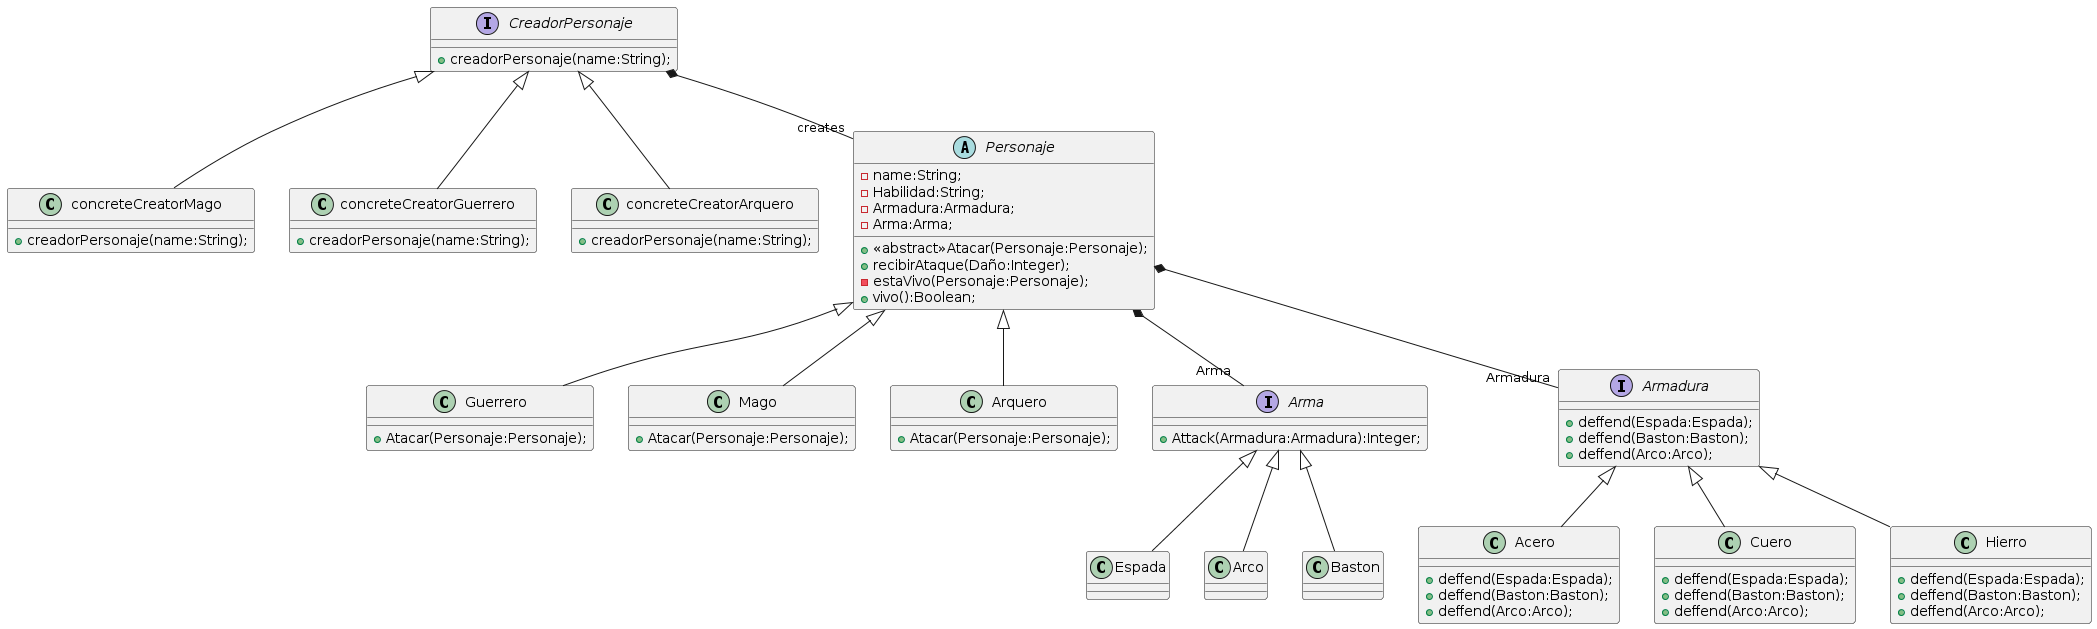 I CreadorPersonaje
creadorPersonaje(name:String);
creates
A Personaje
name:String;
Habilidad:String;
Armadura:Armadura;
Arma:Arma;
«abstract»Atacar(Personaje:Personaje);
recibirAtaque(Daño:Integer);
estaVivo(Personaje:Personaje);
vivo():Boolean;
C concreteCreatorMago
creadorPersonaje(name:String);
C concreteCreatorGuerrero
creadorPersonaje(name:String);
C concreteCreatorArquero
creadorPersonaje(name:String);
C Guerrero
Atacar(Personaje:Personaje);
C Mago
Atacar(Personaje:Personaje);
C Arquero
Atacar(Personaje:Personaje);
Arma
I Arma
Attack(Armadura:Armadura):Integer;
Armadura
I Armadura
deffend(Espada:Espada);
deffend(Baston:Baston);
deffend(Arco:Arco);
C Espada
C Arco
C Baston
C Acero
deffend(Espada:Espada);
deffend(Baston:Baston);
deffend(Arco:Arco);
C Cuero
deffend(Espada:Espada);
deffend(Baston:Baston);
deffend(Arco:Arco);
C Hierro
deffend(Espada:Espada);
deffend(Baston:Baston);
deffend(Arco:Arco);